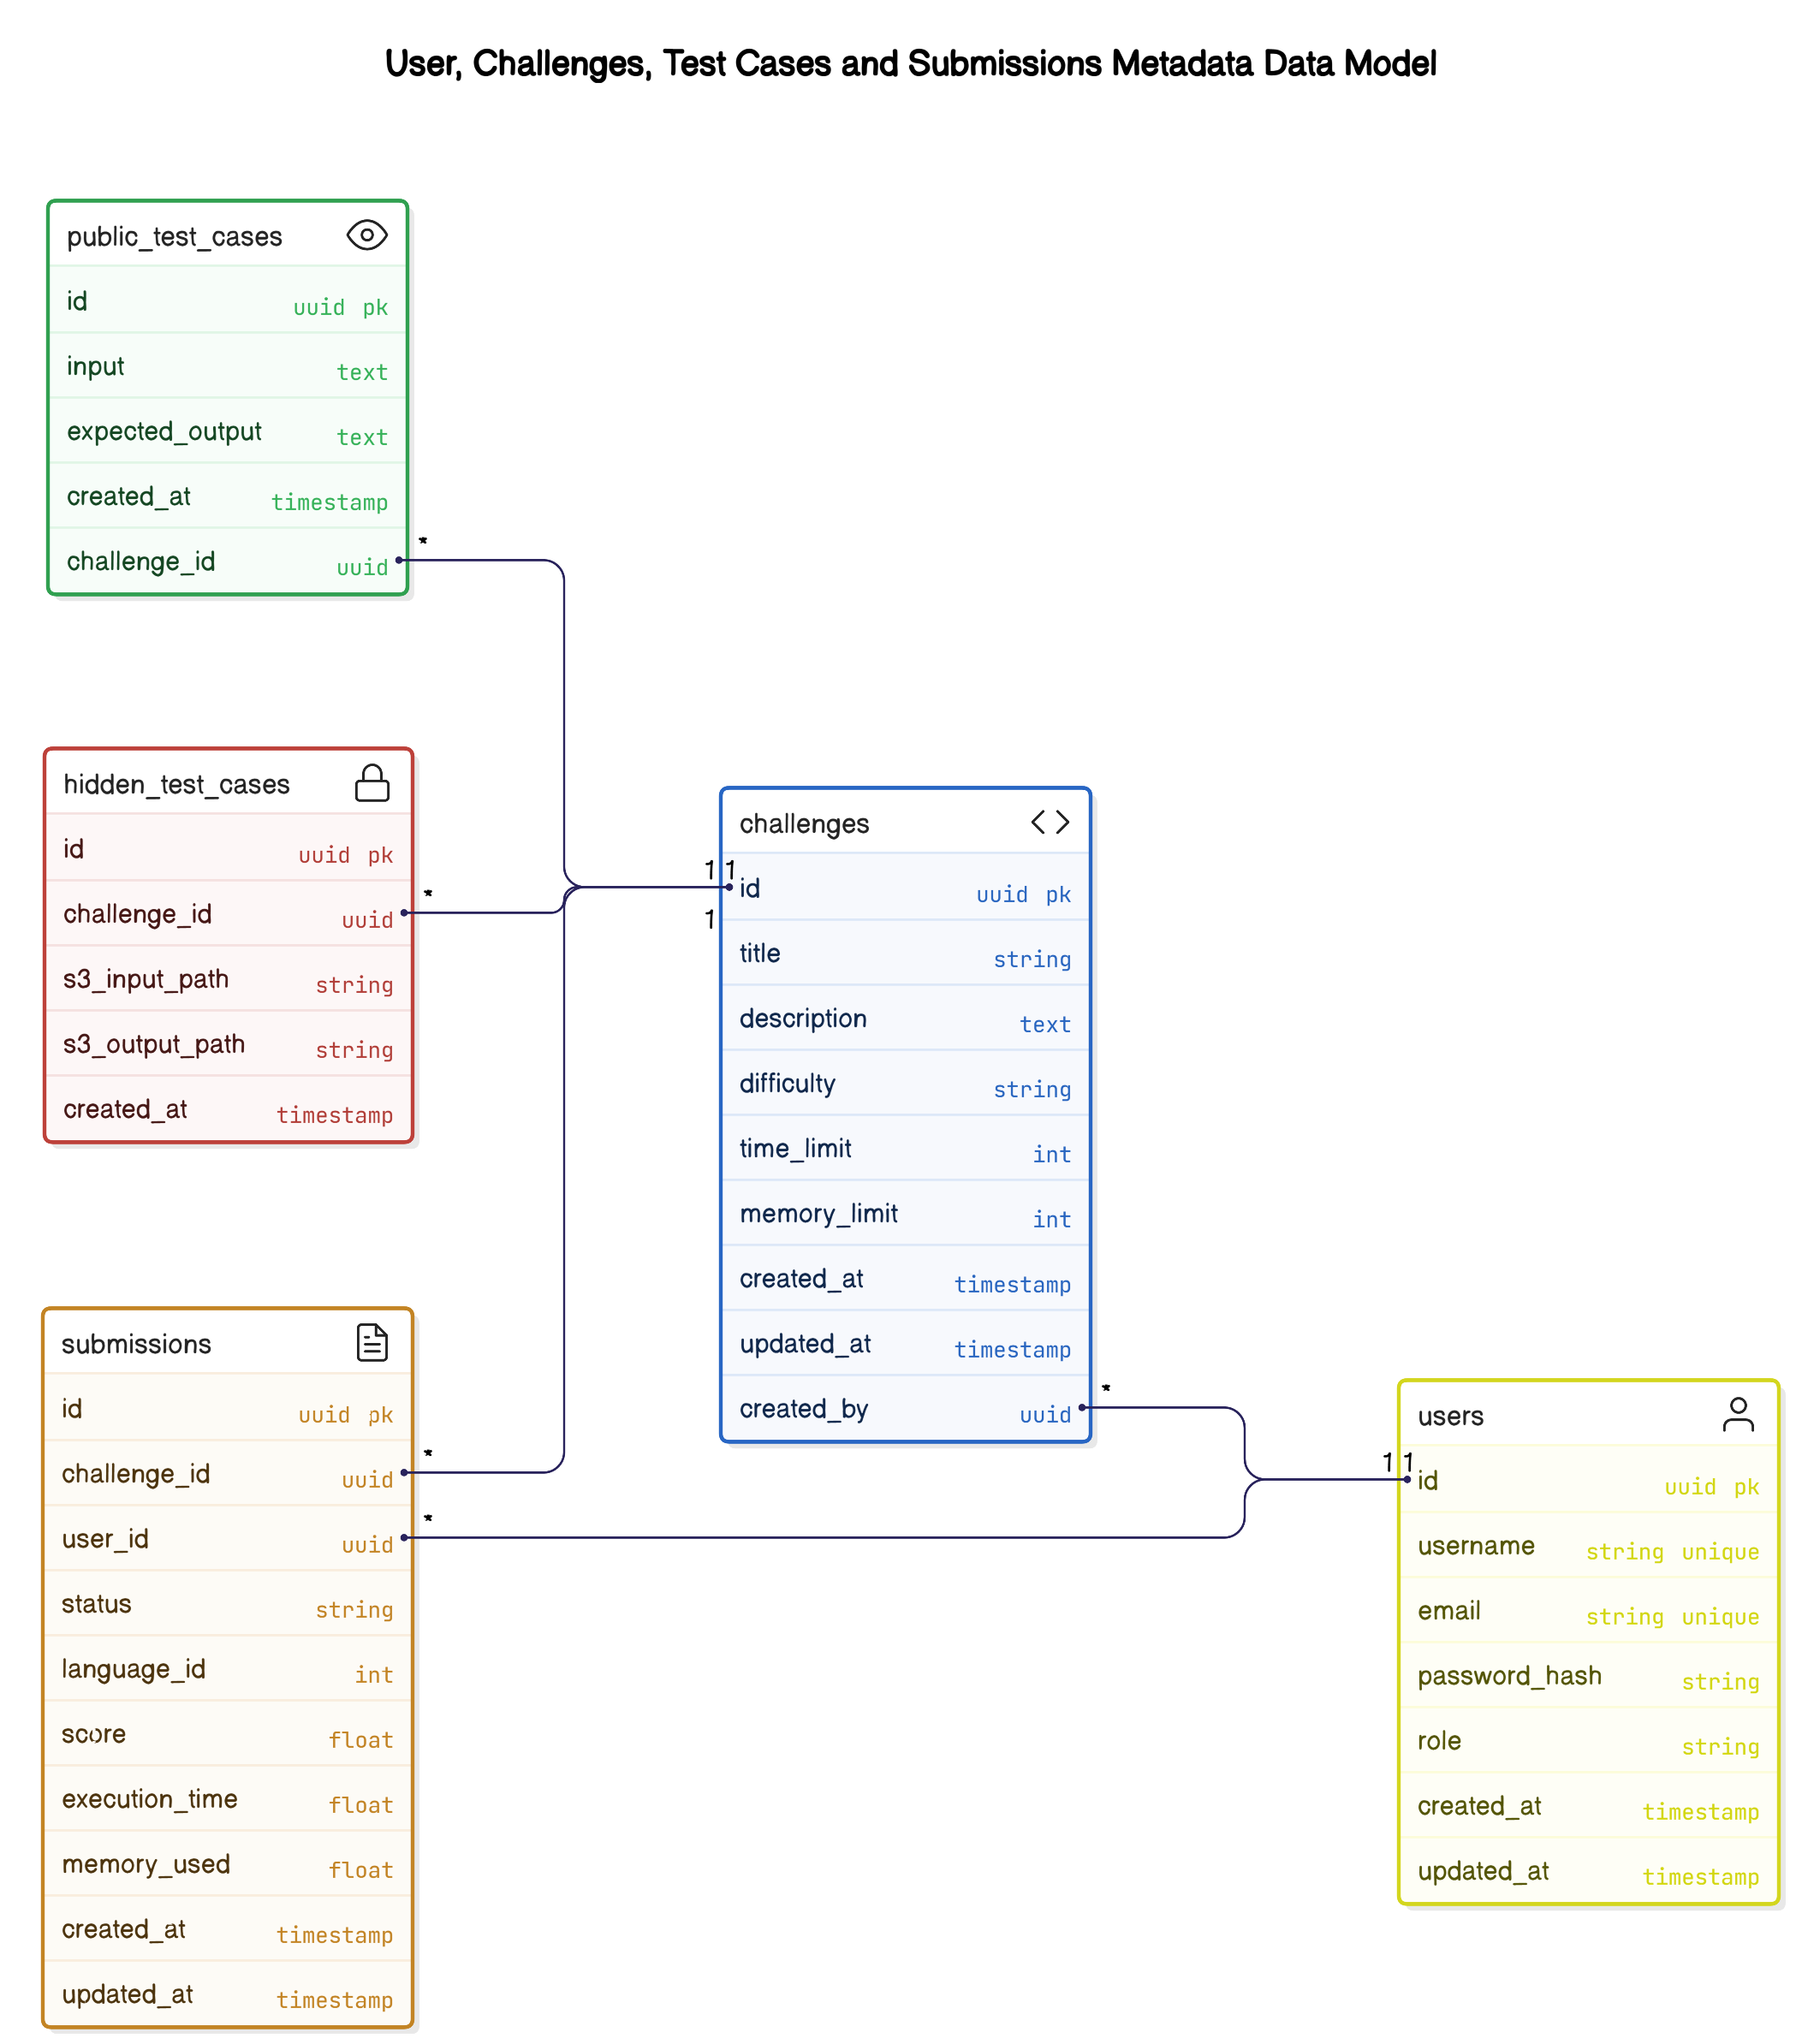 User, Challenges, Test Cases and Submissions Metadata Data Model
public_test_cases
id uuid pk
input text
expected_output text
created_at timestamp
challenge_id uuid
*
hidden_test_cases
id uuid pk
challenge_id uuid
*
s3_input_path string
s3_output_path string
created_at timestamp
submissions
id uuid pk
challenge_id uuid
*
user_id uuid
*
status string
language_id int
score float
execution_time float
memory_used float
created_at timestamp
updated_at timestamp
challenges
1 1
1
id uuid pk
title string
description text
difficulty string
time_limit int
memory_limit int
created_at timestamp
updated_at timestamp
created_by uuid
*
users
1 1
id uuid pk
username string unique
email string unique
password_hash string
role string
created_at timestamp
updated_at timestamp